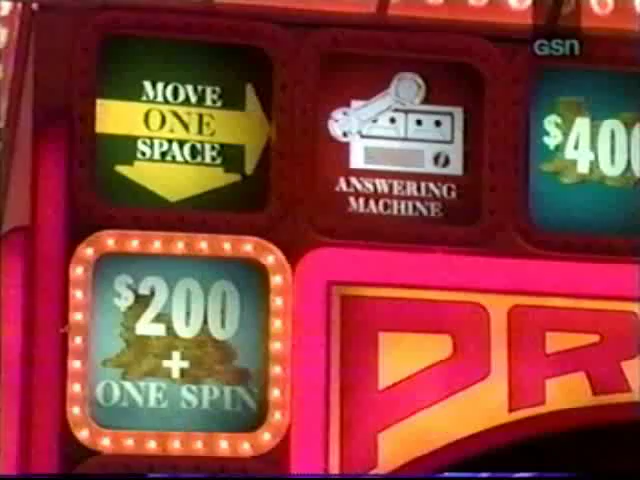 GSN
MOVE
ONE
SPACE
ANSWERING
MACHINE
$400
$200
+
ONE SPIN
PR